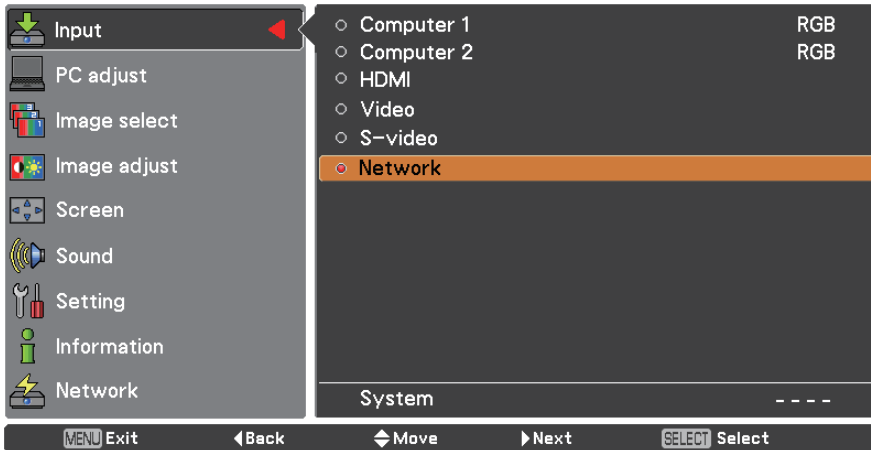 Input
PC adjust
Image select
Image adjust
Screen
Sound
Setting
Information
Network
Computer 1 RGB
Computer 2 RGB
HDMI
Video
S-video
Network
System - - - -
MENU Exit Back Move Next SELECT Select